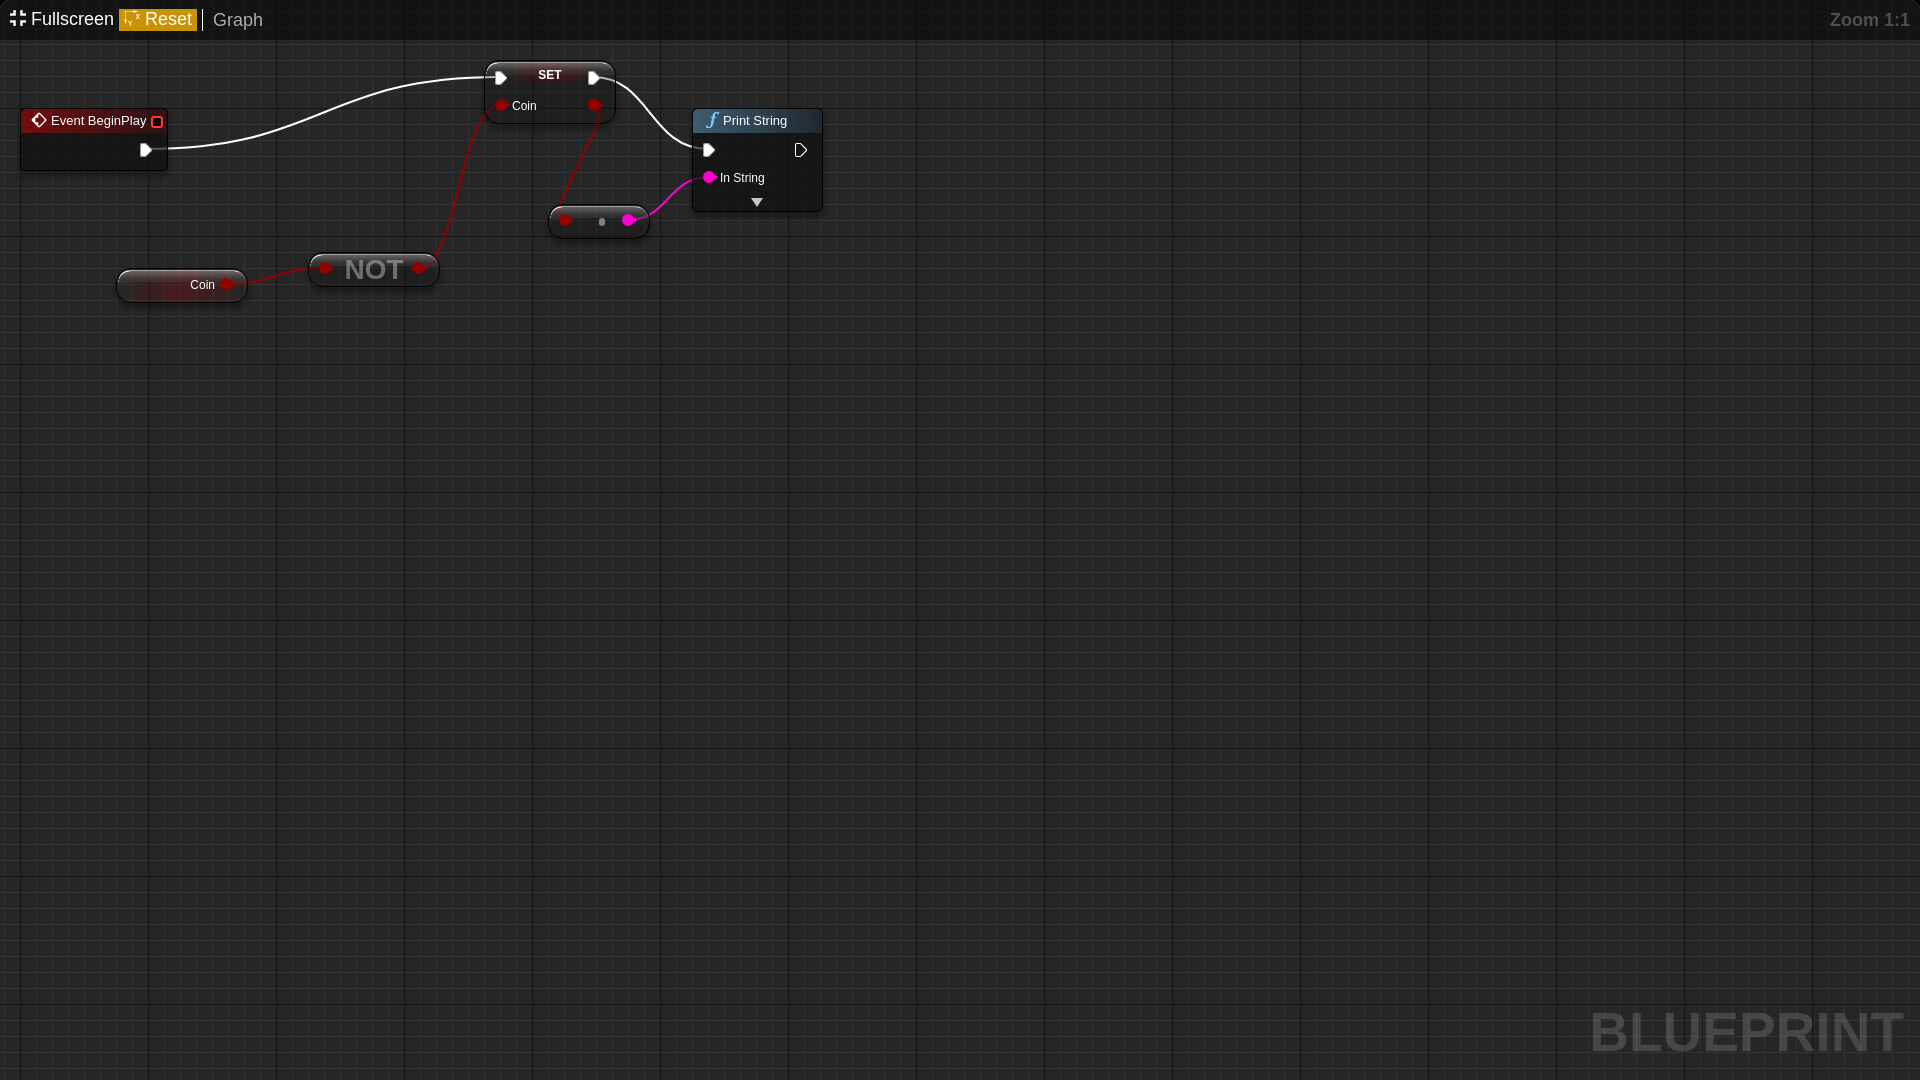 Fullscreen Reset Graph
Zoom 1:1
SET
Coin
Event BeginPlay
Print String
In String
NOT
Coin
BLUEPRINT